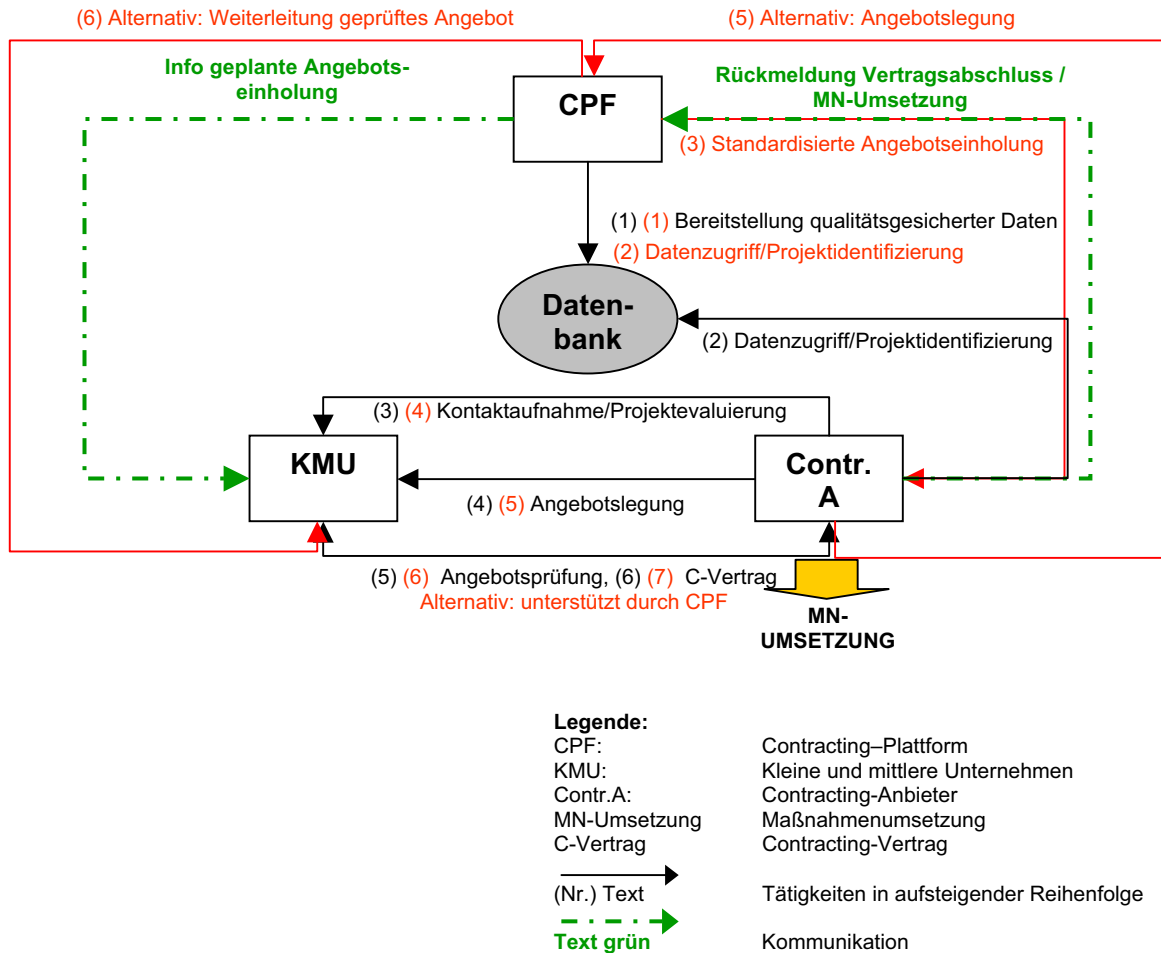 (6) Alternativ: Weiterleitung geprüftes Angebot
(5) Alternativ: Angebotslegung
Info geplante Angebots-
einholung
CPF
Rückmeldung Vertragsabschluss /
MN-Umsetzung
(3) Standardisierte Angebotseinholung
(1) (1) Bereitstellung qualitätsgesicherter Daten
(2) Datenzugriff/Projektidentifizierung
Daten-
bank
(2) Datenzugriff/Projektidentifizierung
(3) (4) Kontaktaufnahme/Projektevaluierung
KMU
Contr.
A
(4) (5) Angebotslegung
(5) (6) Angebotsprüfung, (6) (7) C-Vertrag
Alternativ: unterstützt durch CPF
MN-
UMSETZUNG
Legende:
CPF: Contracting–Plattform
KMU: Kleine und mittlere Unternehmen
Contr.A: Contracting-Anbieter
MN-Umsetzung Maßnahmenumsetzung
C-Vertrag Contracting-Vertrag
(Nr.) Text Tätigkeiten in aufsteigender Reihenfolge
Text grün Kommunikation